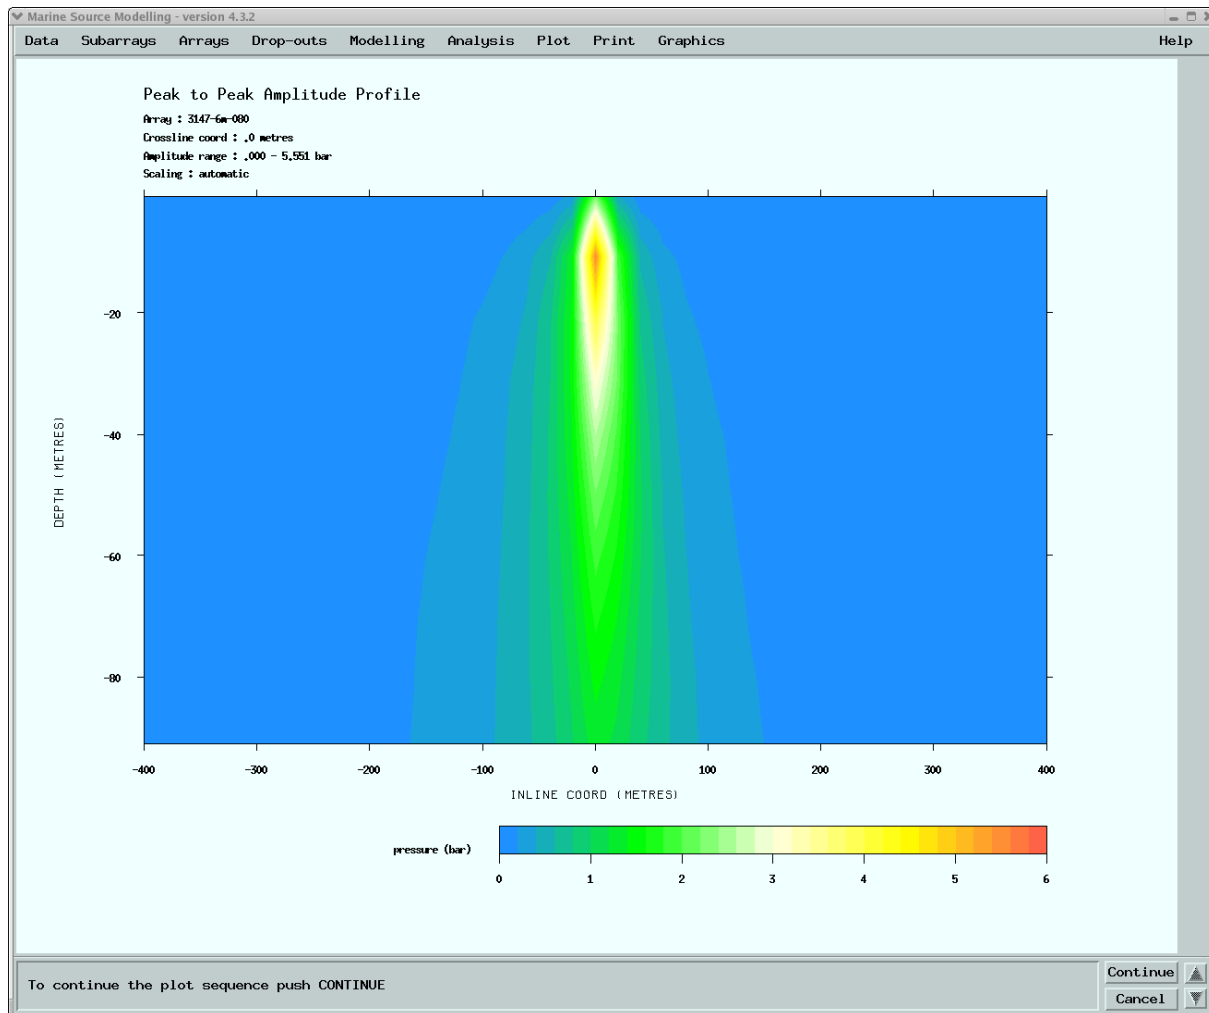 Marine Source Modelling - version 4.3.2
Data Subarrays Arrays Drop-outs Modelling Analysis Plot Print Graphics Help
Peak to Peak Amplitude Profile
Array : 3147-6m-080
Crossline coord : .0 metres
Amplitude range : .000 - 5.551 bar
Scaling : automatic
-20
-40
-60
-80
DEPTH (METRES)
-400 -300 -200 -100 0 100 200 300 400
INLINE COORD (METRES)
pressure (bar)
0 1 2 3 4 5 6
To continue the plot sequence push CONTINUE
Continue
Cancel